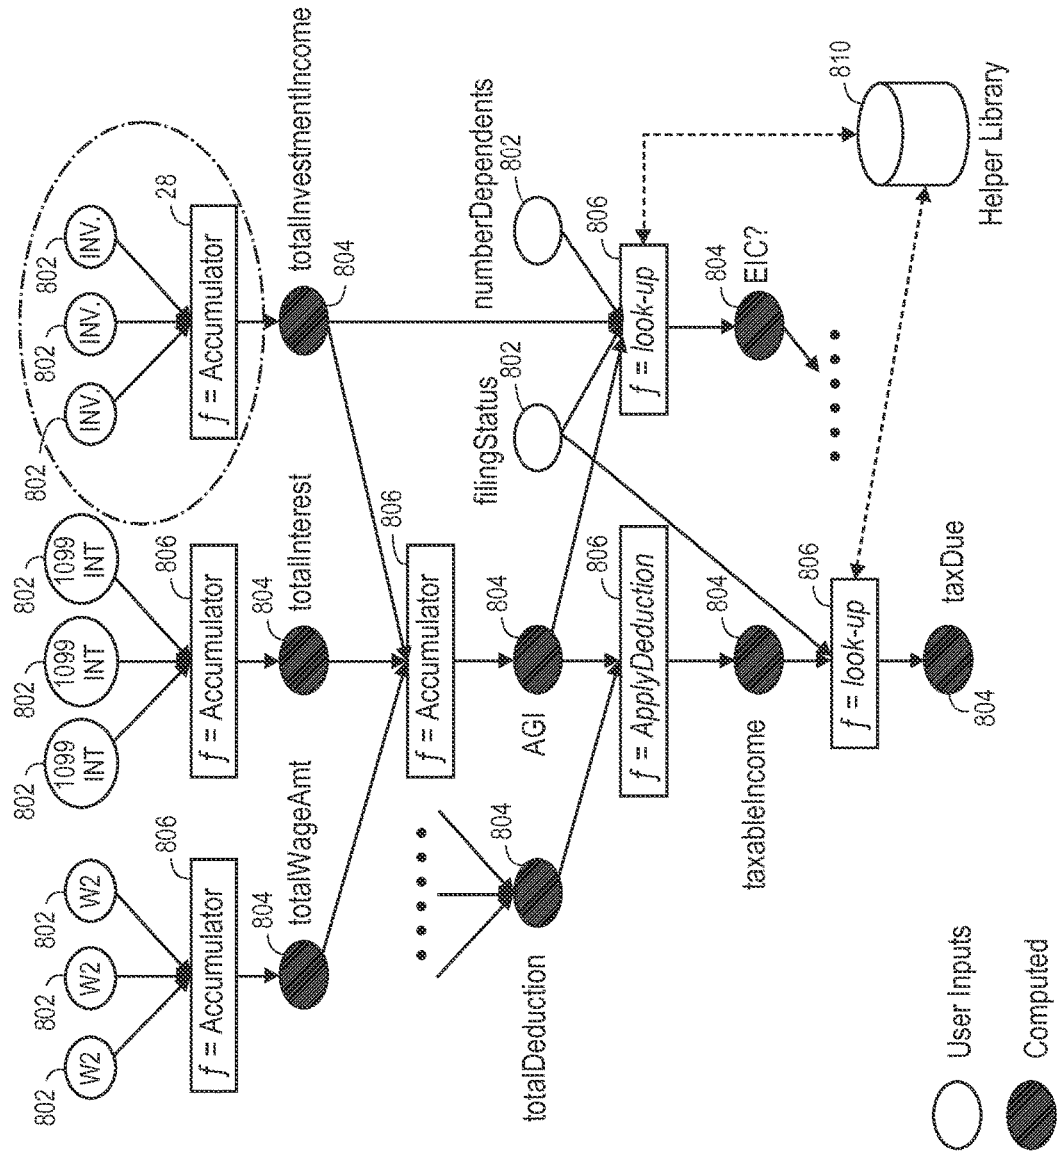 802
W2
802
W2
802
W2
802
1099
INT
802
1099
INT
802
1099
INT
802
INV.
802
INV.
802
INV.
f = Accumulator
806
f = Accumulator
806
f = Accumulator
28
804
totalWageAmt
804
totalInterest
804
totalInvestmentIncome
f = Accumulator
806
totalDeduction
804
AGI
804
filingStatus
802
numberDependents
802
f = ApplyDeduction
806
f = look-up
806
taxableIncome
804
804
EIC?
f = look-up
806
810
Helper Library
804
taxDue
User Inputs
Computed